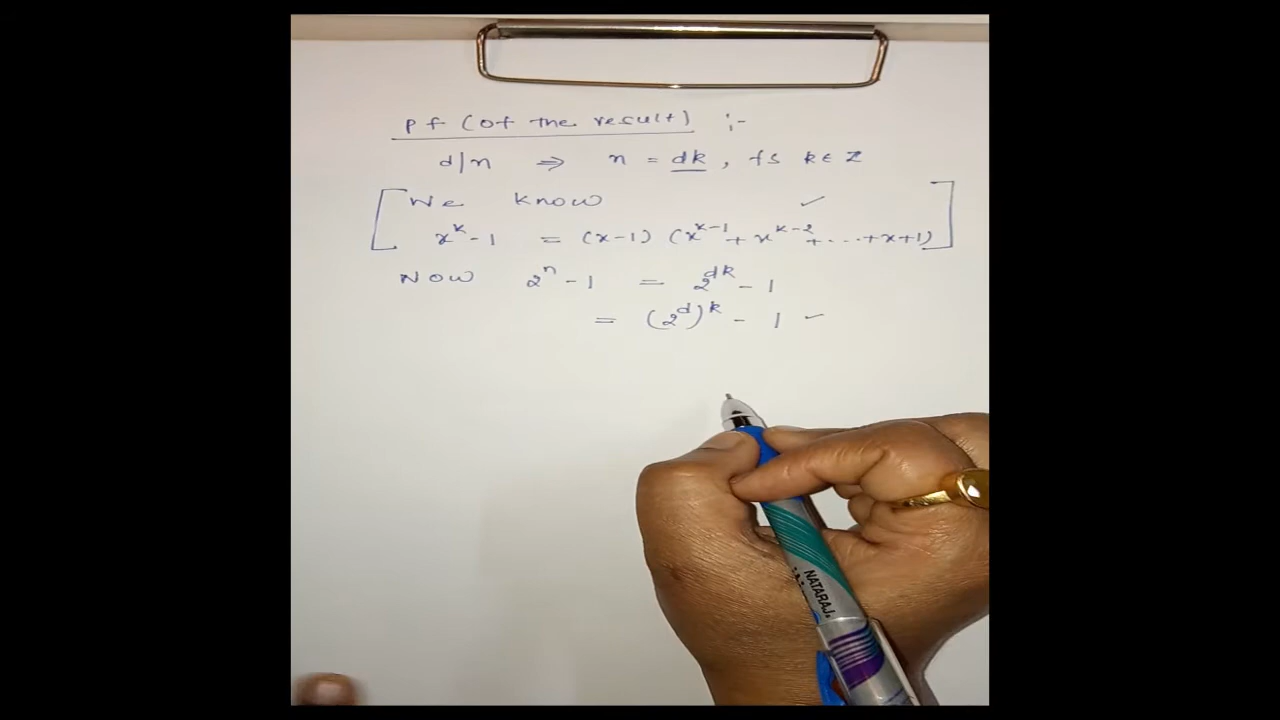 Pf (of the result) :-
d|n ⇒ n = dk, fs k ∈ Z
[We know ✓
x^k - 1 = (x-1) (x^{k-1} + x^{k-2} + ... + x + 1)]
Now 2^n - 1 = 2^{dk} - 1
= (2^d)^k - 1 ✓
NATARAJ